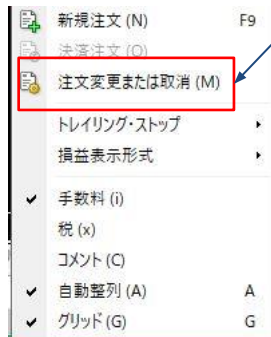 新規注文 (N) F9
決済注文 (O)
注文変更または取消 (M)
トレイリング・ストップ
損益表示形式
手数料 (i)
税 (x)
コメント (C)
自動整列 (A) A
グリッド (G) G